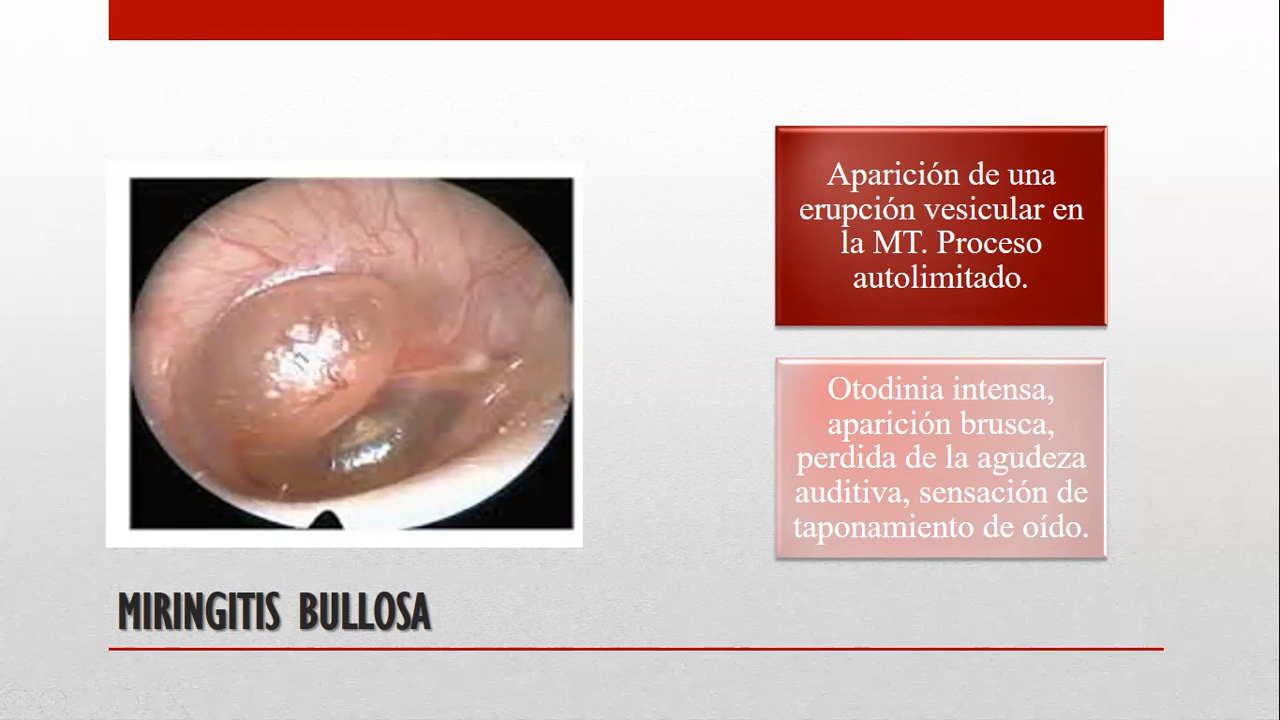 Aparición de una
erupción vesicular en
la MT. Proceso
autolimitado.
Otodinia intensa,
aparición brusca,
perdida de la agudeza
auditiva, sensación de
taponamiento de oído.
MIRINGITIS BULLOSA